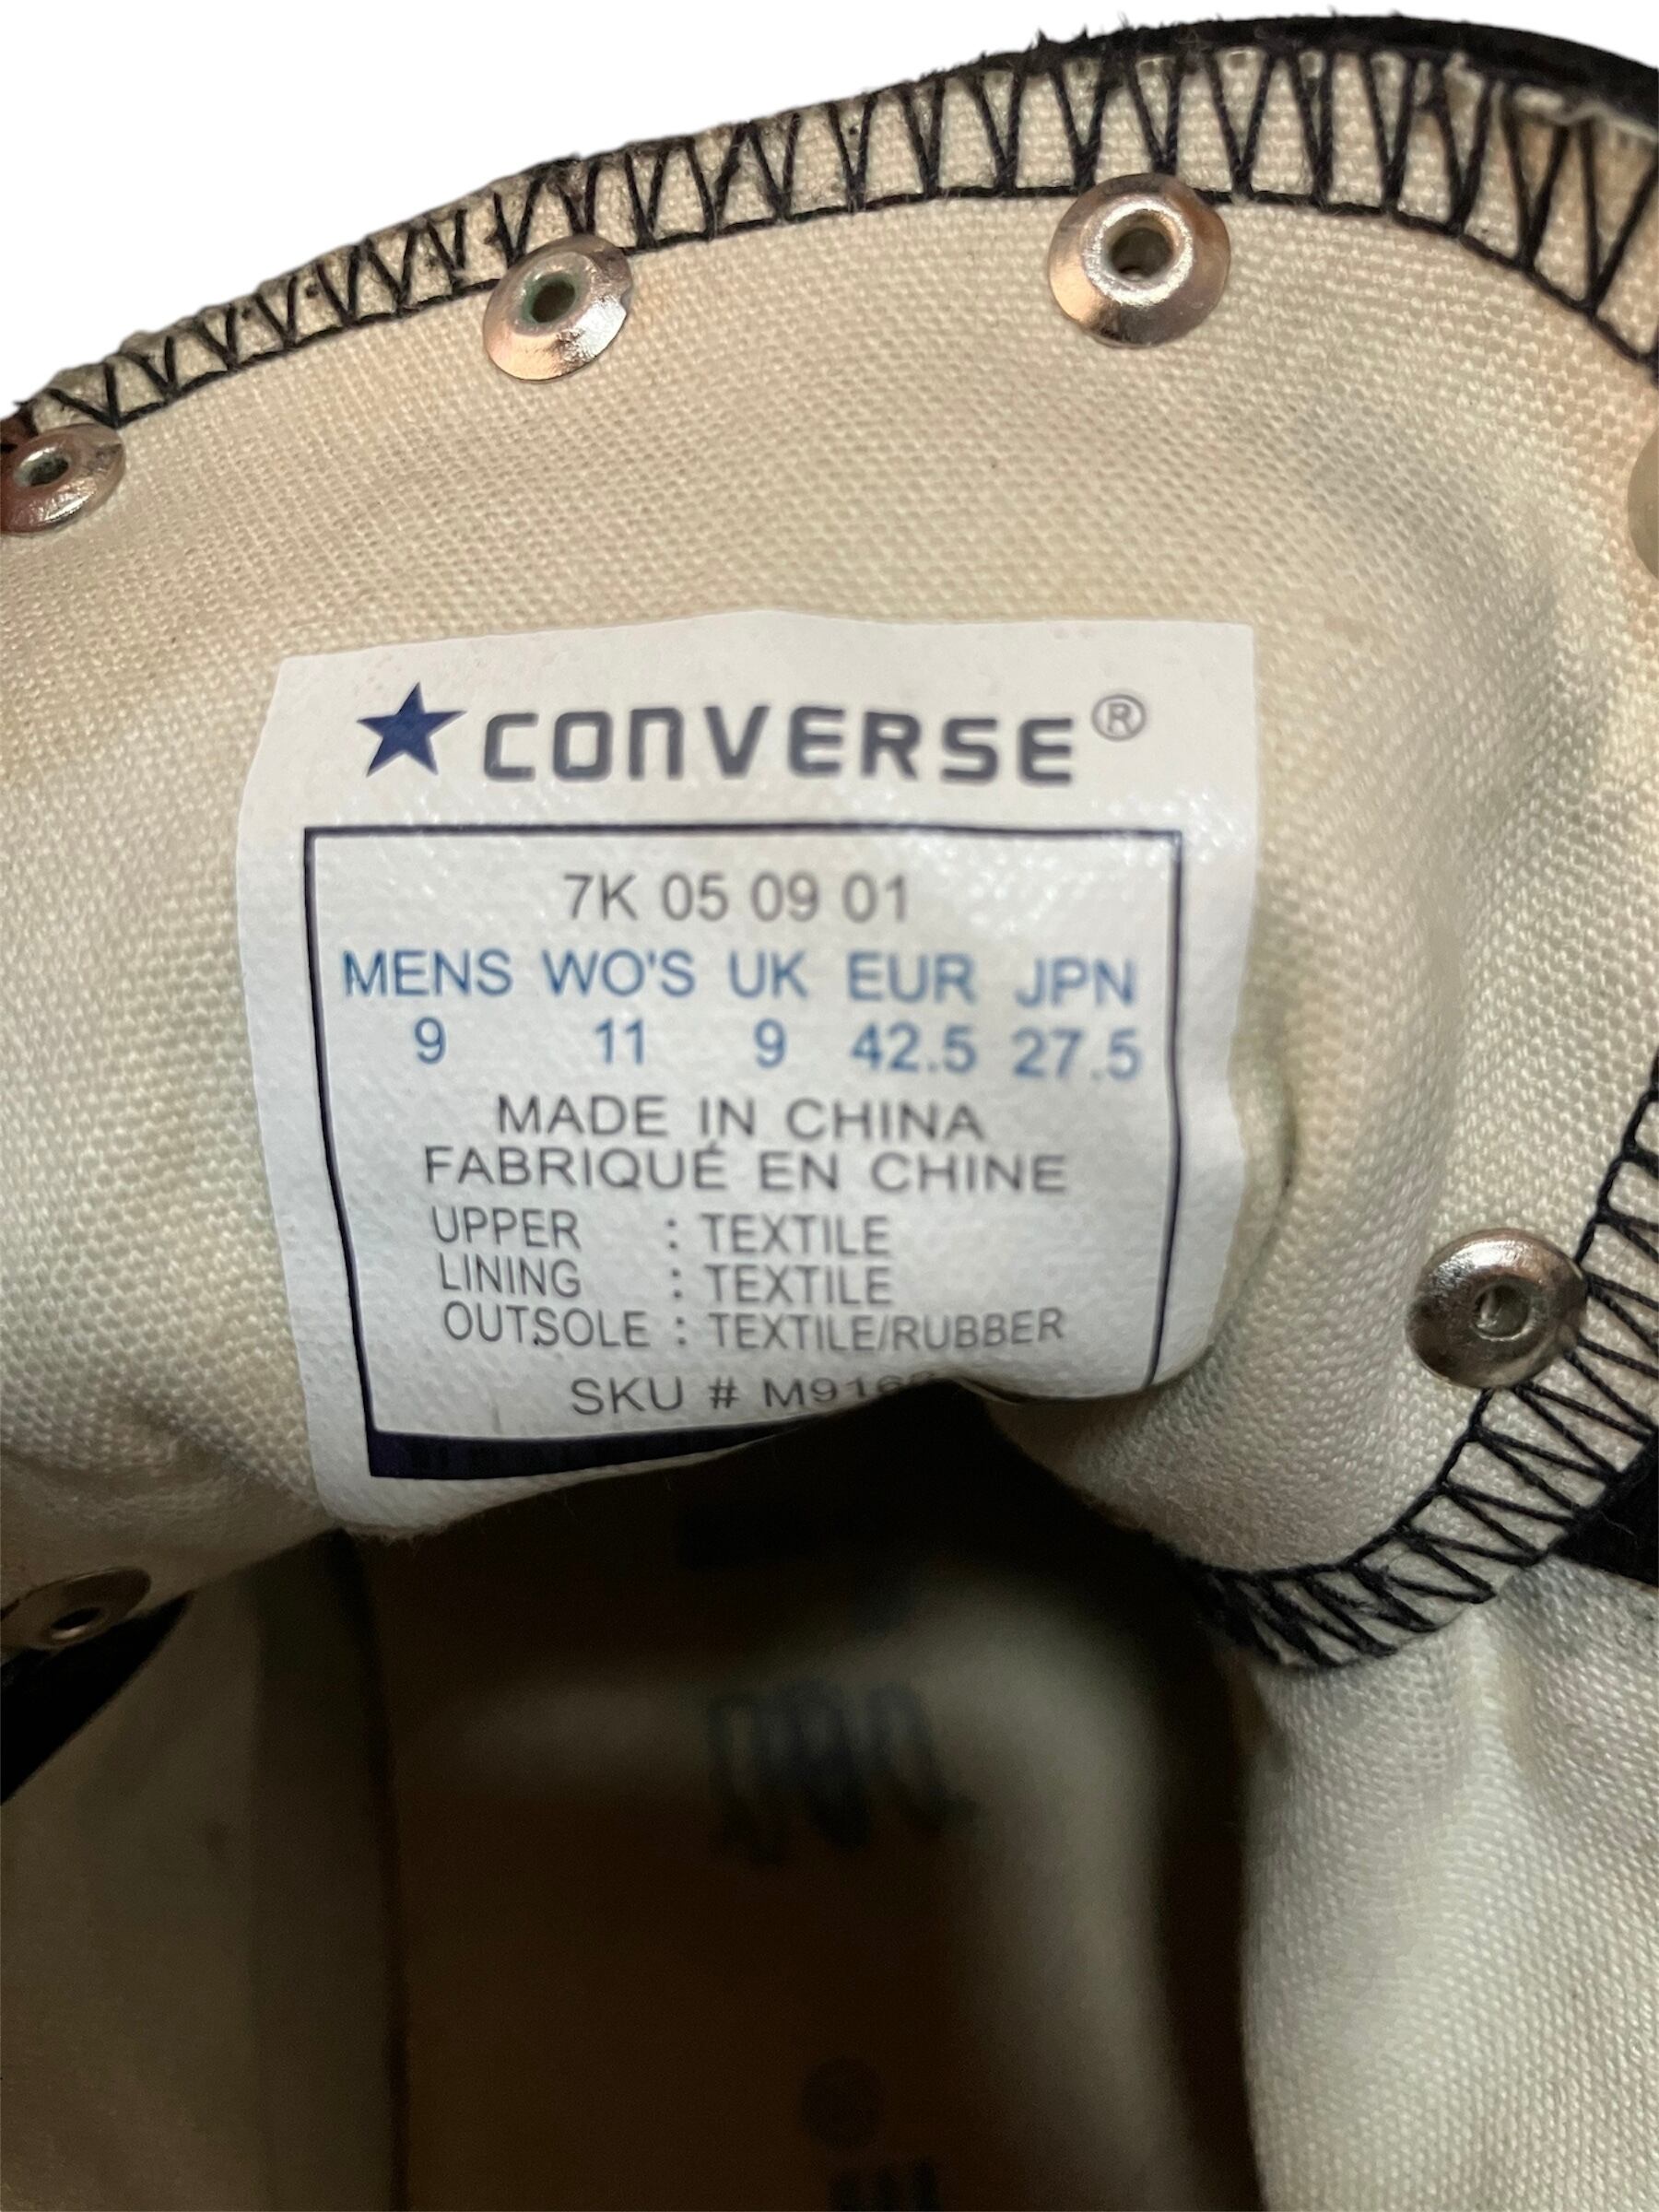 ★CONVERSE®
7K 05 09 01
MENS WO'S UK EUR JPN
9 11 9 42.5 27.5
MADE IN CHINA
FABRIQUÉ EN CHINE
UPPER : TEXTILE
LINING : TEXTILE
OUTSOLE : TEXTILE/RUBBER
SKU #